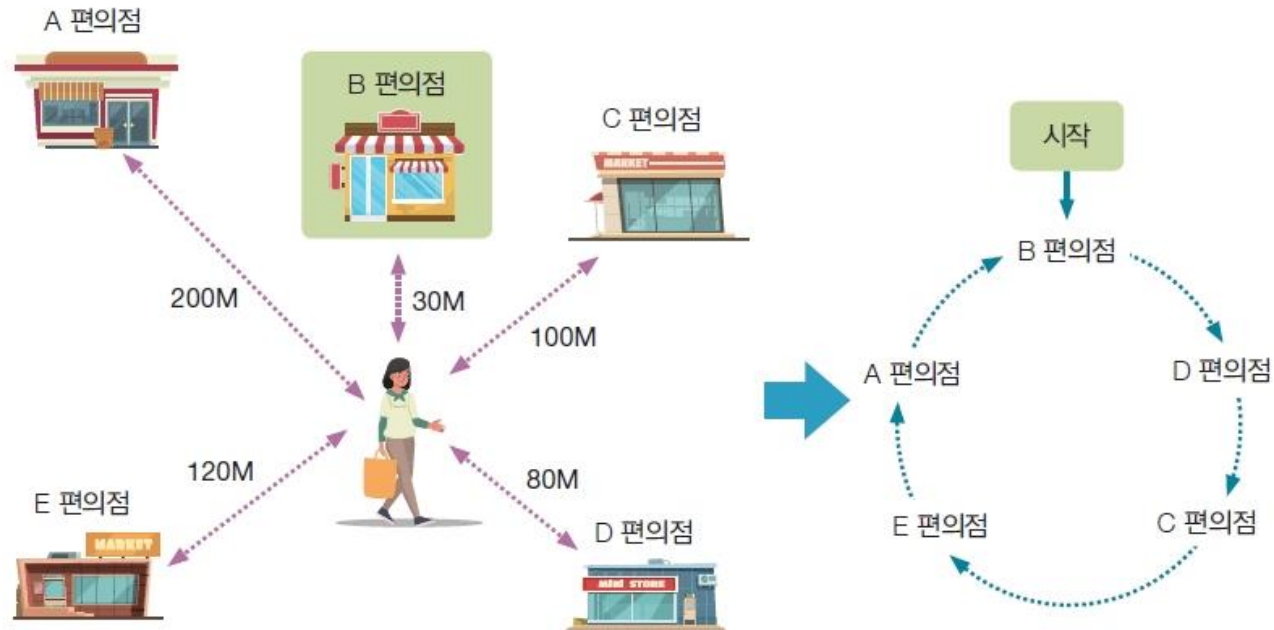 A 편의점
B 편의점
C 편의점
MARKET
200M
30M
100M
120M
80M
E 편의점
MARKET
D 편의점
MiNi STORE
시작
B 편의점
A 편의점
D 편의점
E 편의점
C 편의점